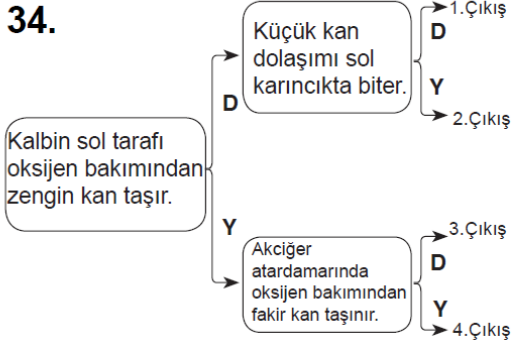 34.
Kalbin sol tarafı
oksijen bakımından
zengin kan taşır.
D
Küçük kan
dolaşımı sol
karıncıkta biter.
D
1.Çıkış
Y
2.Çıkış
Y
Akciğer
atardamarında
oksijen bakımından
fakir kan taşınır.
D
3.Çıkış
Y
4.Çıkış